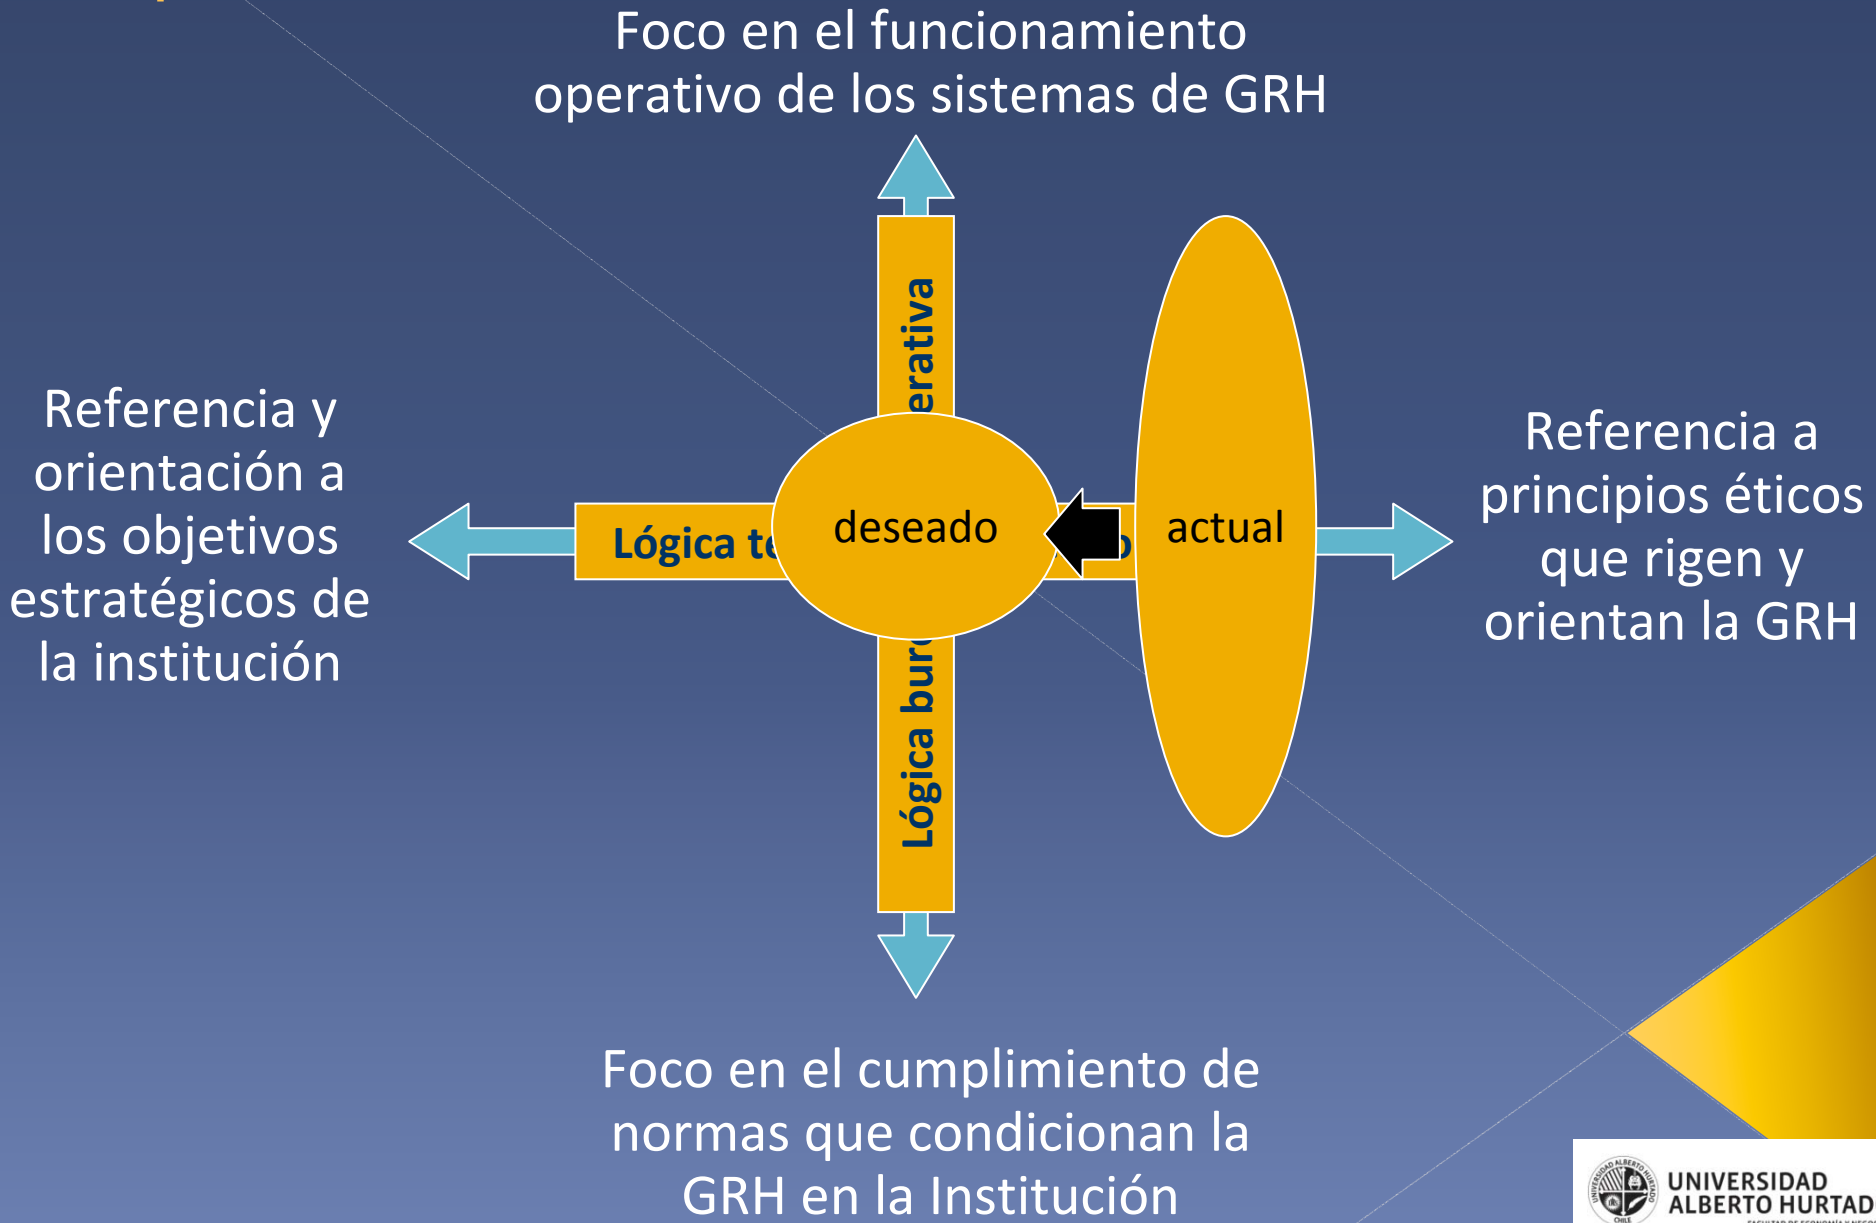 Foco en el funcionamiento
operativo de los sistemas de GRH
erativa
Referencia y
orientación a
los objetivos
estratégicos de
la institución
Lógica te
deseado
actual
Referencia a
principios éticos
que rigen y
orientan la GRH
Lógica buro
Foco en el cumplimiento de
normas que condicionan la
GRH en la Institución
UNIVERSIDAD
ALBERTO HURTAD